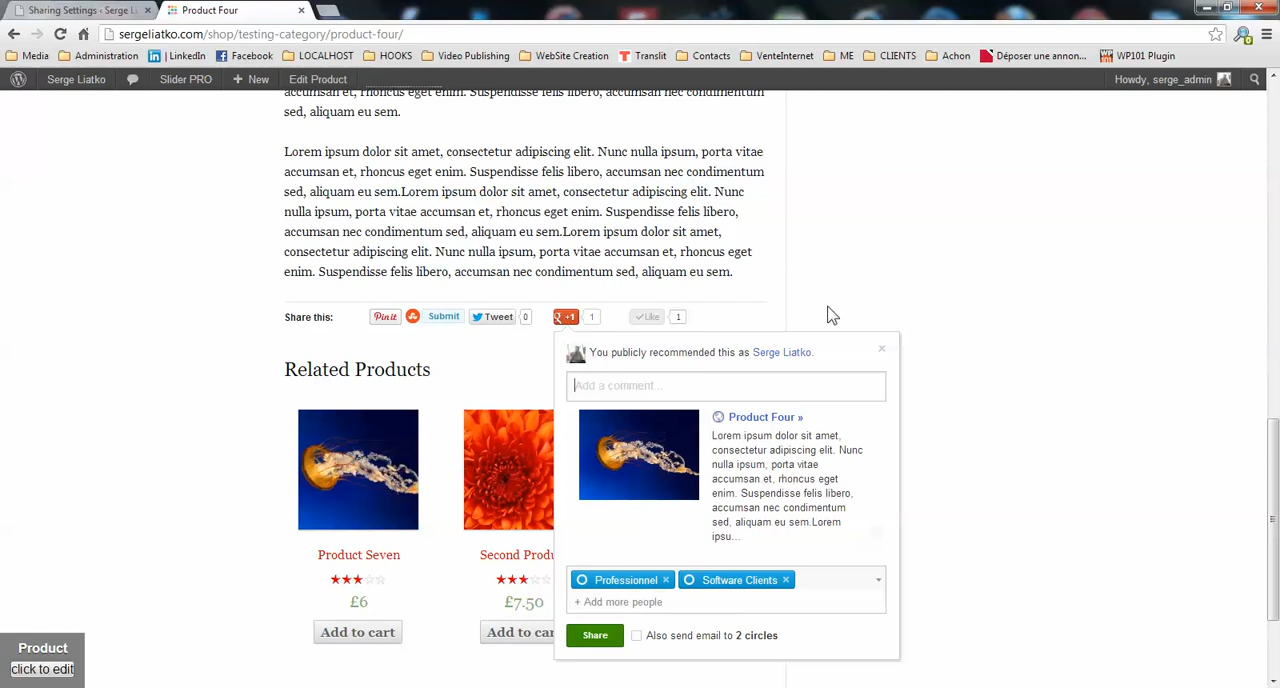 Sharing Settings ‹ Serge Li
Product Four
sergeliatko.com/shop/testing-category/product-four/
Media
Administration
LinkedIn
Facebook
LOCALHOST
HOOKS
Video Publishing
WebSite Creation
Translit
Contacts
VenteInternet
ME
CLIENTS
Achon
Déposer une annon...
WP101 Plugin
Serge Liatko
Slider PRO
+ New
Edit Product
Howdy, serge_admin
accumsan et, rhoncus eget enim. Suspendisse felis libero, accumsan nec condimentum
sed, aliquam eu sem.
Lorem ipsum dolor sit amet, consectetur adipiscing elit. Nunc nulla ipsum, porta vitae
accumsan et, rhoncus eget enim. Suspendisse felis libero, accumsan nec condimentum
sed, aliquam eu sem.Lorem ipsum dolor sit amet, consectetur adipiscing elit. Nunc
nulla ipsum, porta vitae accumsan et, rhoncus eget enim. Suspendisse felis libero,
accumsan nec condimentum sed, aliquam eu sem.Lorem ipsum dolor sit amet,
consectetur adipiscing elit. Nunc nulla ipsum, porta vitae accumsan et, rhoncus eget
enim. Suspendisse felis libero, accumsan nec condimentum sed, aliquam eu sem.
Share this:
Pin it
Submit
Tweet
0
g +1
1
Like
1
You publicly recommended this as Serge Liatko.
Add a comment...
Product Four »
Lorem ipsum dolor sit amet,
consectetur adipiscing elit. Nunc
nulla ipsum, porta vitae
accumsan et, rhoncus eget
enim. Suspendisse felis libero,
accumsan nec condimentum
sed, aliquam eu sem.Lorem
ipsu...
Professionnel
Software Clients
+ Add more people
Share
Also send email to 2 circles
Related Products
Product Seven
£6
Add to cart
Second Produ
£7.50
Add to car
Product
click to edit